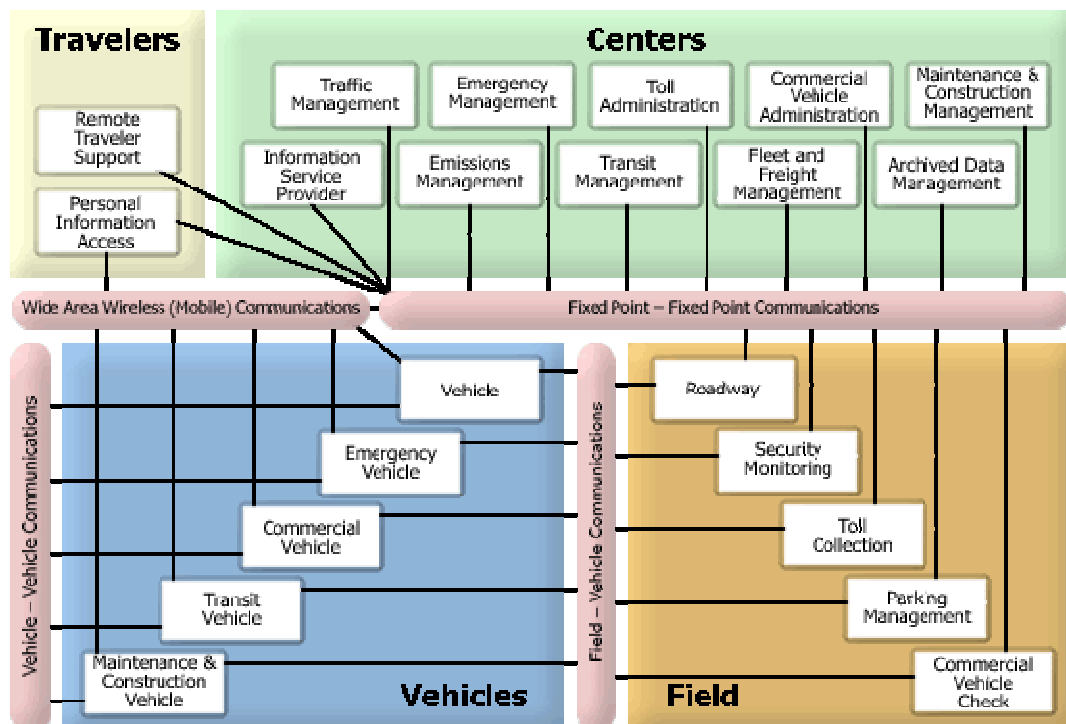 Travelers
Centers
Remote
Traveler
Support
Personal
Information
Access
Traffic
Management
Emergency
Management
Toll
Administration
Commercial
Vehicle
Administration
Maintenance &
Construction
Management
Information
Service
Provider
Emissions
Management
Transit
Management
Fleet and
Freight
Management
Archived Data
Management
Wide Area Wireless (Mobile) Communications
Fixed Point – Fixed Point Communications
Vehicle – Vehicle Communications
Vehicle
Emergency
Vehicle
Commercial
Vehicle
Transit
Vehicle
Maintenance &
Construction
Vehicle
Vehicles
Field – Vehicle Communications
Roadway
Security
Monitoring
Toll
Collection
Parking
Management
Commercial
Vehicle
Check
Field